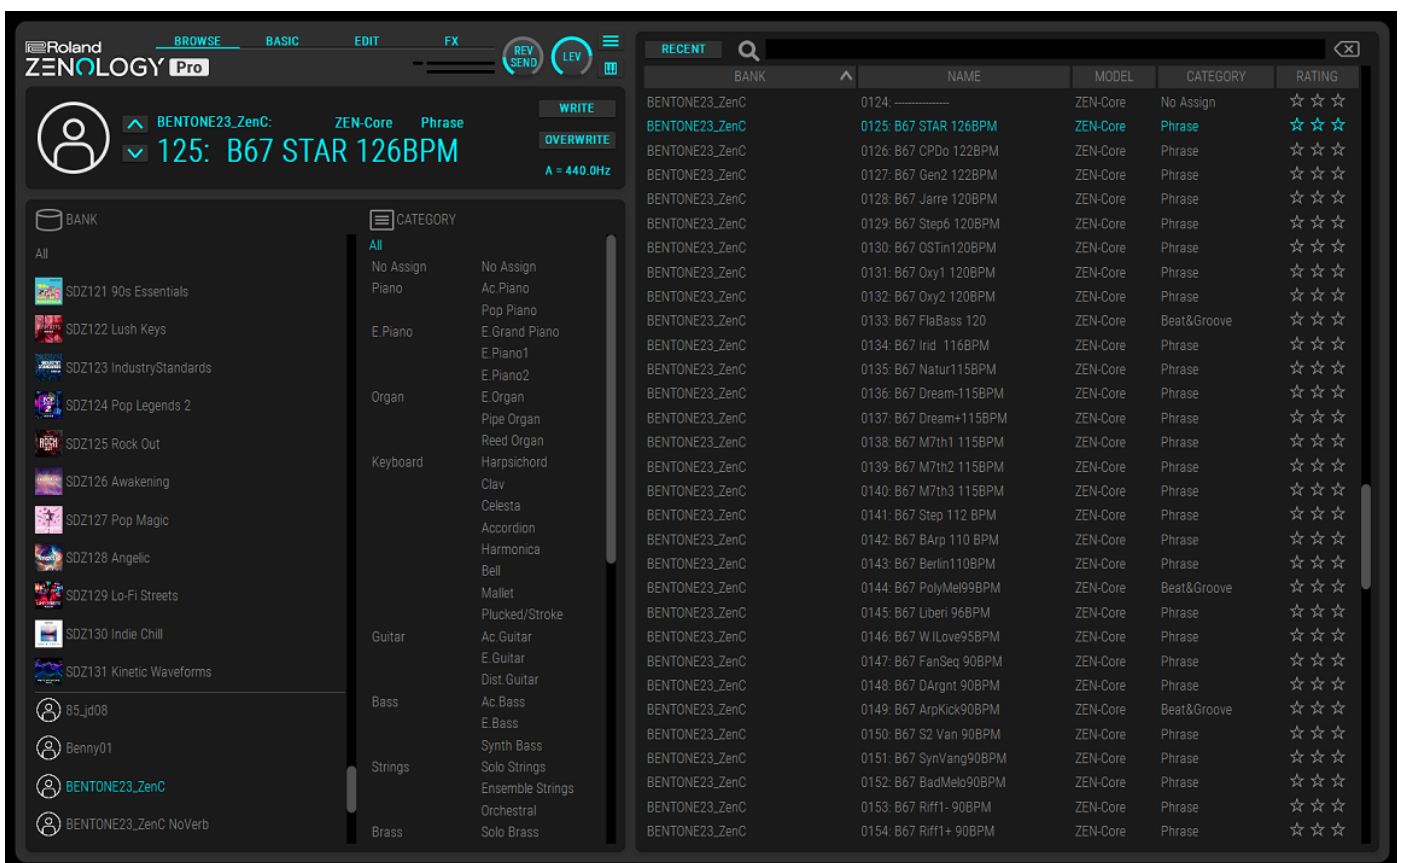 Roland
ZENOLOGY Pro
BROWSE BASIC EDIT FX
REV SEND
LEV
BENTONE23_ZenC: ZEN-Core Phrase
125: B67 STAR 126BPM
WRITE
OVERWRITE
A = 440.0Hz
BANK
All
SDZ121 90s Essentials
SDZ122 Lush Keys
SDZ123 IndustryStandards
SDZ124 Pop Legends 2
SDZ125 Rock Out
SDZ126 Awakening
SDZ127 Pop Magic
SDZ128 Angelic
SDZ129 Lo-Fi Streets
SDZ130 Indie Chill
SDZ131 Kinetic Waveforms
85_jd08
Benny01
BENTONE23_ZenC
BENTONE23_ZenC NoVerb
CATEGORY
All
No Assign No Assign
Piano Ac.Piano
Pop Piano
E.Piano E.Grand Piano
E.Piano1
E.Piano2
Organ E.Organ
Pipe Organ
Reed Organ
Keyboard Harpsichord
Clav
Celesta
Accordion
Harmonica
Bell
Mallet
Plucked/Stroke
Guitar Ac.Guitar
E.Guitar
Dist.Guitar
Bass Ac.Bass
E.Bass
Synth Bass
Strings Solo Strings
Ensemble Strings
Orchestral
Brass Solo Brass
RECENT
BANK NAME MODEL CATEGORY RATING
BENTONE23_ZenC 0124: ---------------- ZEN-Core No Assign
BENTONE23_ZenC 0125: B67 STAR 126BPM ZEN-Core Phrase
BENTONE23_ZenC 0126: B67 CPDo 122BPM ZEN-Core Phrase
BENTONE23_ZenC 0127: B67 Gen2 122BPM ZEN-Core Phrase
BENTONE23_ZenC 0128: B67 Jarre 120BPM ZEN-Core Phrase
BENTONE23_ZenC 0129: B67 Step6 120BPM ZEN-Core Phrase
BENTONE23_ZenC 0130: B67 OSTin120BPM ZEN-Core Phrase
BENTONE23_ZenC 0131: B67 Oxy1 120BPM ZEN-Core Phrase
BENTONE23_ZenC 0132: B67 Oxy2 120BPM ZEN-Core Phrase
BENTONE23_ZenC 0133: B67 FlaBass 120 ZEN-Core Beat&Groove
BENTONE23_ZenC 0134: B67 Irid 116BPM ZEN-Core Phrase
BENTONE23_ZenC 0135: B67 Natur115BPM ZEN-Core Phrase
BENTONE23_ZenC 0136: B67 Dream-115BPM ZEN-Core Phrase
BENTONE23_ZenC 0137: B67 Dream+115BPM ZEN-Core Phrase
BENTONE23_ZenC 0138: B67 M7th1 115BPM ZEN-Core Phrase
BENTONE23_ZenC 0139: B67 M7th2 115BPM ZEN-Core Phrase
BENTONE23_ZenC 0140: B67 M7th3 115BPM ZEN-Core Phrase
BENTONE23_ZenC 0141: B67 Step 112 BPM ZEN-Core Phrase
BENTONE23_ZenC 0142: B67 BArp 110 BPM ZEN-Core Phrase
BENTONE23_ZenC 0143: B67 Berlin110BPM ZEN-Core Phrase
BENTONE23_ZenC 0144: B67 PolyMel99BPM ZEN-Core Beat&Groove
BENTONE23_ZenC 0145: B67 Liberi 96BPM ZEN-Core Phrase
BENTONE23_ZenC 0146: B67 W.ILove95BPM ZEN-Core Phrase
BENTONE23_ZenC 0147: B67 FanSeq 90BPM ZEN-Core Phrase
BENTONE23_ZenC 0148: B67 DArgnt 90BPM ZEN-Core Phrase
BENTONE23_ZenC 0149: B67 ArpKick90BPM ZEN-Core Beat&Groove
BENTONE23_ZenC 0150: B67 S2 Van 90BPM ZEN-Core Phrase
BENTONE23_ZenC 0151: B67 SynVang90BPM ZEN-Core Phrase
BENTONE23_ZenC 0152: B67 BadMelo90BPM ZEN-Core Phrase
BENTONE23_ZenC 0153: B67 Riff1- 90BPM ZEN-Core Phrase
BENTONE23_ZenC 0154: B67 Riff1+ 90BPM ZEN-Core Phrase